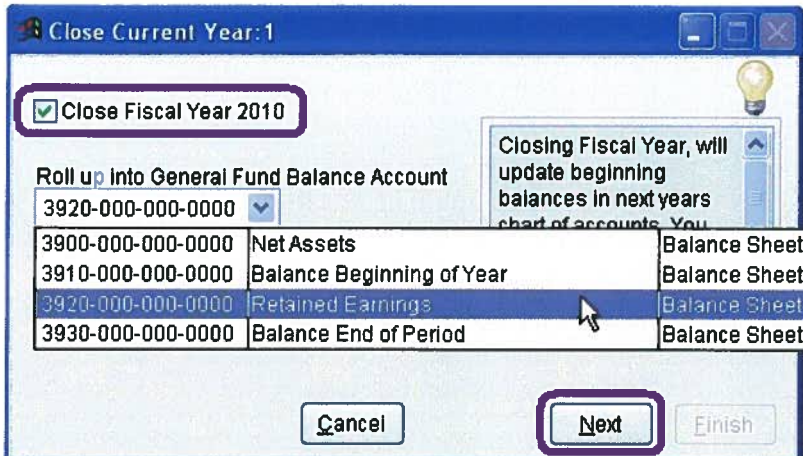 Close Current Year:1
Close Fiscal Year 2010
Closing Fiscal Year, will
update beginning
balances in next years
chart of accounts. You
Roll up into General Fund Balance Account
3920-000-000-0000
3900-000-000-0000 Net Assets Balance Sheet
3910-000-000-0000 Balance Beginning of Year Balance Sheet
3920-000-000-0000 Retained Earnings Balance Sheet
3930-000-000-0000 Balance End of Period Balance Sheet
Cancel Next Finish